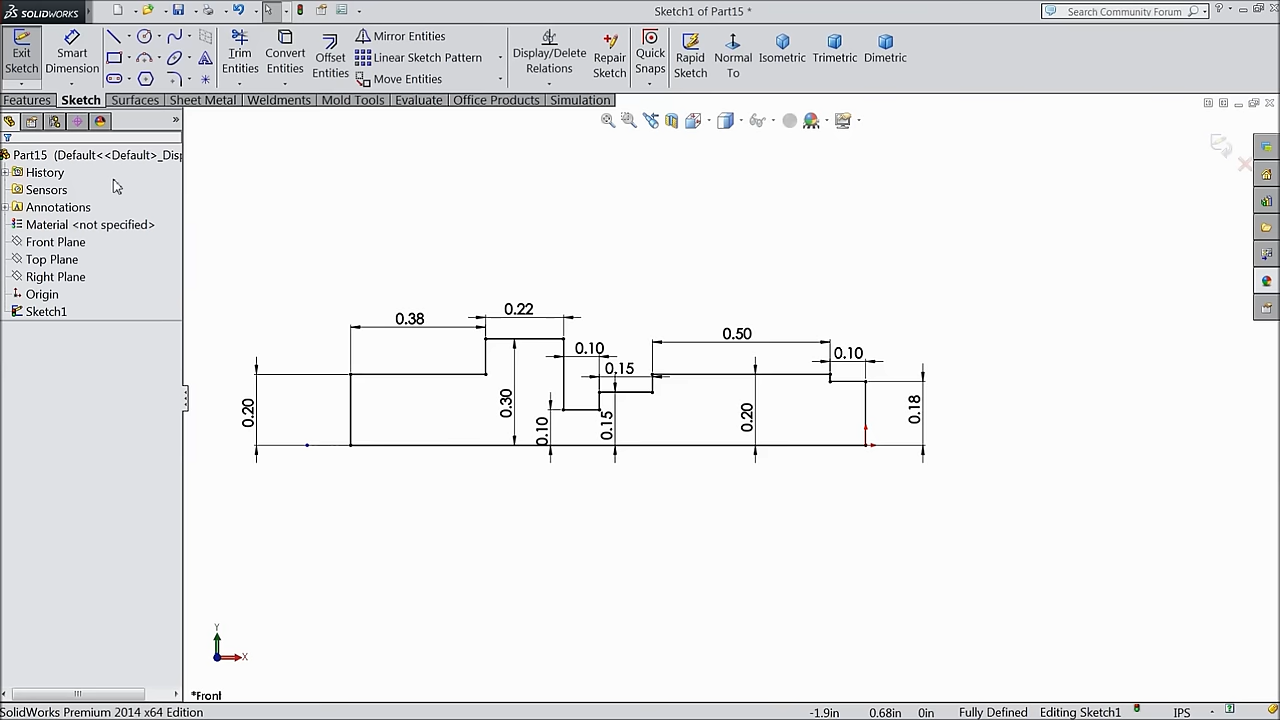 SOLIDWORKS
Sketch1 of Part15 *
Search Community Forum
Exit Sketch
Smart Dimension
Trim Entities
Convert Entities
Offset Entities
Mirror Entities
Linear Sketch Pattern
Move Entities
Display/Delete Relations
Repair Sketch
Quick Snaps
Rapid Sketch
Normal To
Isometric
Trimetric
Dimetric
Features
Sketch
Surfaces
Sheet Metal
Weldments
Mold Tools
Evaluate
Office Products
Simulation
Part15 (Default<<Default>_Disp
History
Sensors
Annotations
Material <not specified>
Front Plane
Top Plane
Right Plane
Origin
Sketch1
0.22
0.38
0.50
0.10
0.10
0.15
0.20
0.30
0.10
0.15
0.20
0.18
Y
X
*Front
SolidWorks Premium 2014 x64 Edition
-1.9in
0.68in
0in
Fully Defined
Editing Sketch1
IPS